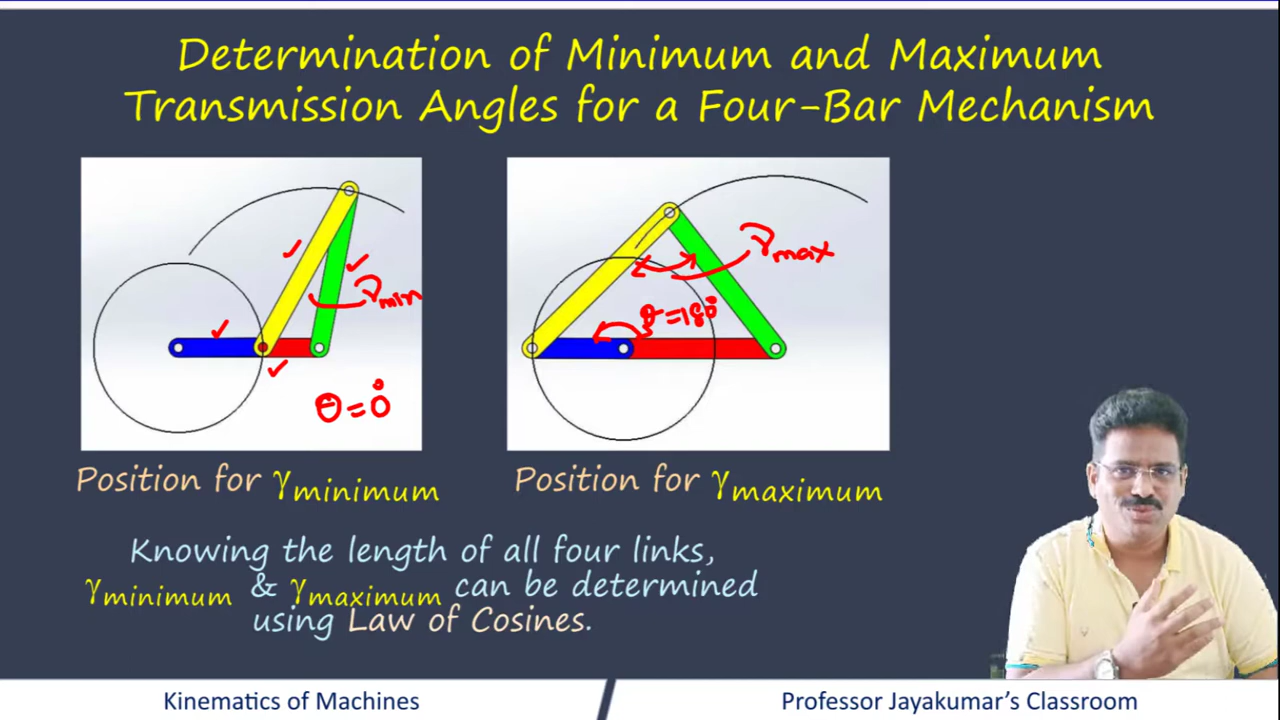 Determination of Minimum and Maximum
Transmission Angles for a Four-Bar Mechanism
γmin
θ=0°
γmax
θ=180°
Position for γminimum
Position for γmaximum
Knowing the length of all four links,
γminimum & γmaximum can be determined
using Law of Cosines.
Kinematics of Machines
Professor Jayakumar's Classroom